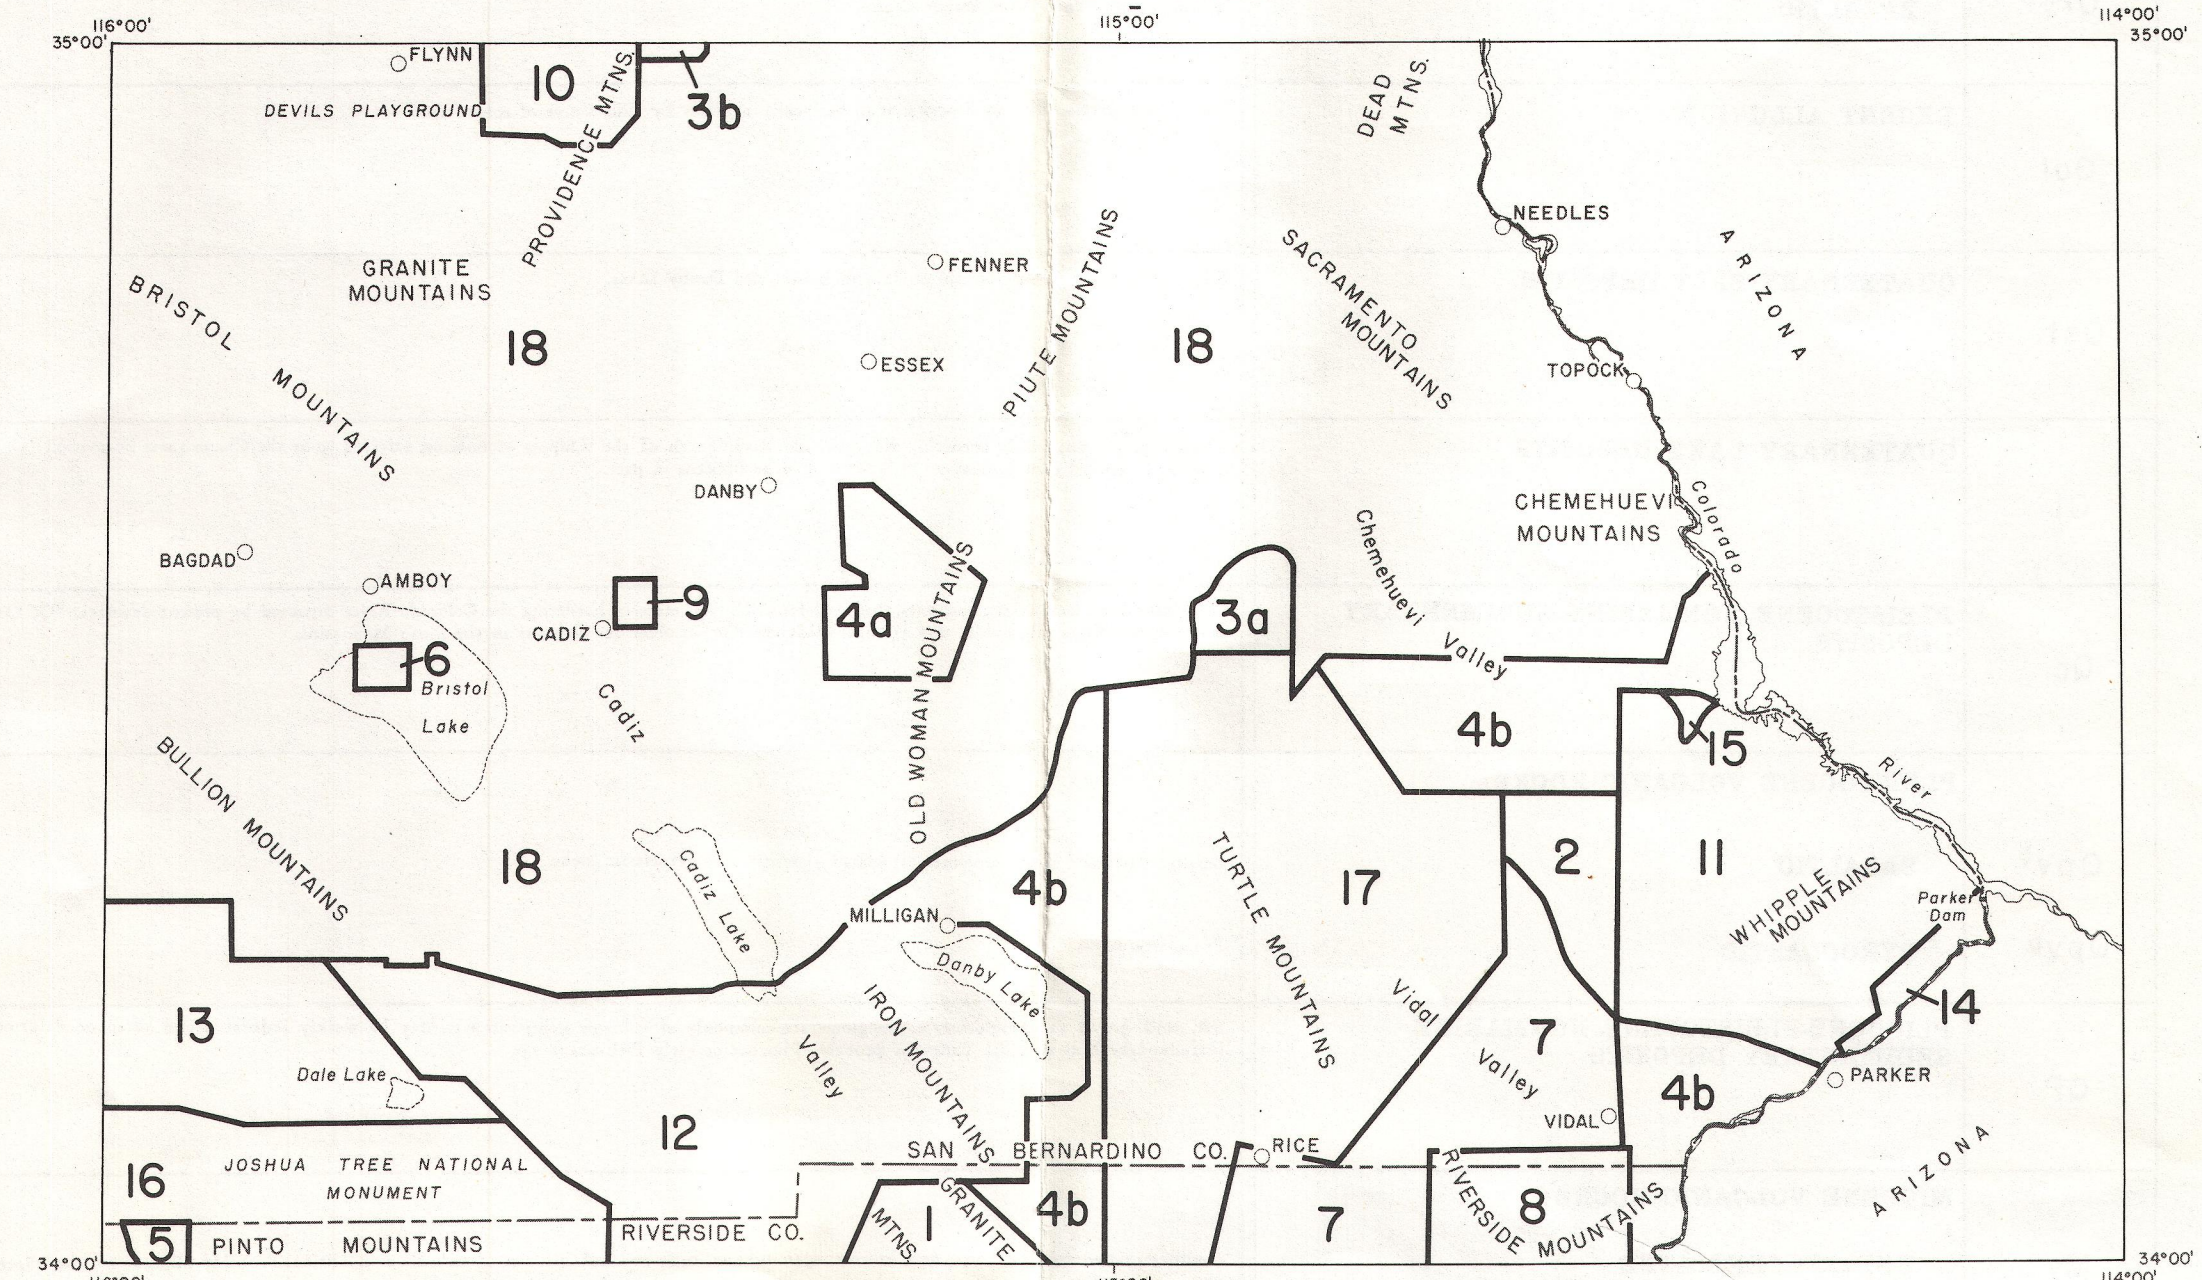 116°00'
115°00'
114°00'
35°00'
35°00'
FLYNN
10
3b
DEVILS PLAYGROUND
PROVIDENCE MTNS.
DEAD
MTNS.
NEEDLES
ARIZONA
GRANITE
MOUNTAINS
FENNER
BRISTOL
MOUNTAINS
18
ESSEX
PIUTE MOUNTAINS
18
SACRAMENTO
MOUNTAINS
TOPOCK
DANBY
CHEMEHUEVI
MOUNTAINS
Colorado
River
BAGDAD
AMBOY
9
CADIZ
4a
OLD WOMAN MOUNTAINS
3a
Chemehuevi
Valley
6
Bristol
Lake
Cadiz
Valley
4b
15
BULLION MOUNTAINS
18
Cadiz Lake
MILLIGAN
4b
TURTLE MOUNTAINS
17
2
11
WHIPPLE
MOUNTAINS
Parker
Dam
Danby Lake
IRON MOUNTAINS
Vidal
Valley
14
13
7
Dale Lake
4b
PARKER
12
VIDAL
SAN BERNARDINO CO.
RICE
16
JOSHUA TREE NATIONAL
MONUMENT
RIVERSIDE CO.
1
GRANITE
MTNS.
4b
7
8
RIVERSIDE MOUNTAINS
ARIZONA
5
PINTO MOUNTAINS
34°00'
34°00'
114°00'